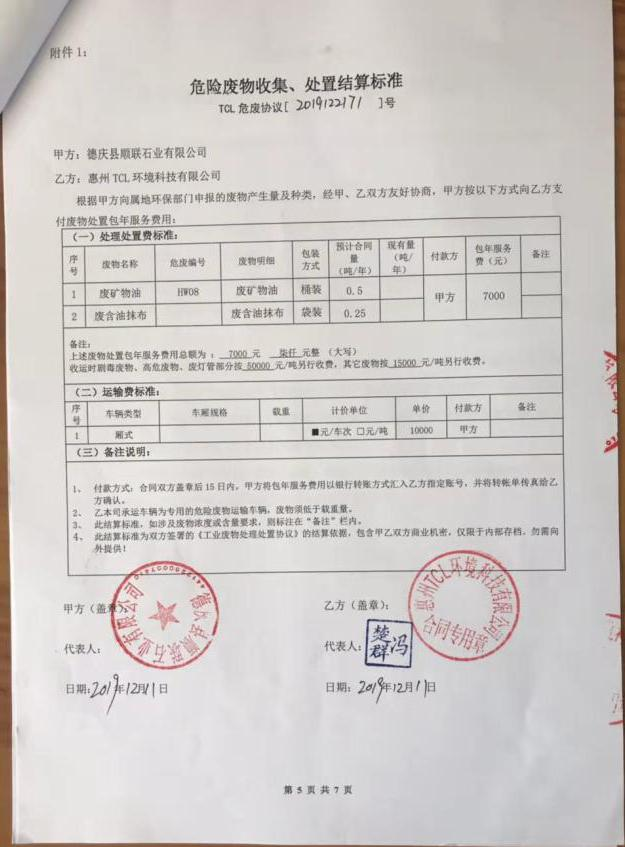 附件 1:
危险废物收集、处置结算标准
TCL 危废协议[ 2019122171 ]号
甲方：德庆县顺联石业有限公司
乙方：惠州 TCL 环境科技有限公司
根据甲方向属地环保部门申报的废物产生量及种类，经甲、乙双方友好协商，甲方按以下方式向乙方支
付废物处置包年服务费用：
（一）处理处置费标准：
序号 废物名称 危废编号 废物明细 包装方式 预计合同量（吨/年） 现有量（吨/年） 付款方 包年服务费（元） 备注
1 废矿物油 HW08 废矿物油 桶装 0.5 甲方 7000
2 废含油抹布 废含油抹布 袋装 0.25
备注：
上述废物处置包年服务费用总额为： 7000 元 柒仟 元整 （大写）
收运时剧毒废物、高危废物、废灯管部分按 50000 元/吨另行收费，其它废物按 15000 元/吨另行收费。
（二）运输费标准：
序号 车辆类型 车厢规格 载重 计价单位 单价 付款方 备注
1 厢式 ■元/车次 □元/吨 10000 甲方
（三）备注说明：
1、 付款方式：合同双方盖章后 15 日内，甲方将包年服务费用以银行转账方式汇入乙方指定账号，并将转帐单传真给乙
方确认。
2、 乙本司承运车为专用的危险废物运输车辆，废物须低于载重量。
3、 此结算标准，如涉及废物浓度或含量要求，则标注在“备注”栏内。
4、 此结算标准为双方签署的《工业废物处理处置协议》的结算依据，包含甲乙双方商业机密，仅限于内部存档，勿需向
外提供！
甲方（盖章）： 乙方（盖章）：
德庆县顺联石业有限公司
惠州TCL环境科技有限公司
合同专用章
代表人： 代表人：
楚群冯
日期：2019年12月11日 日期：2019年12月11日
第 5 页 共 7 页